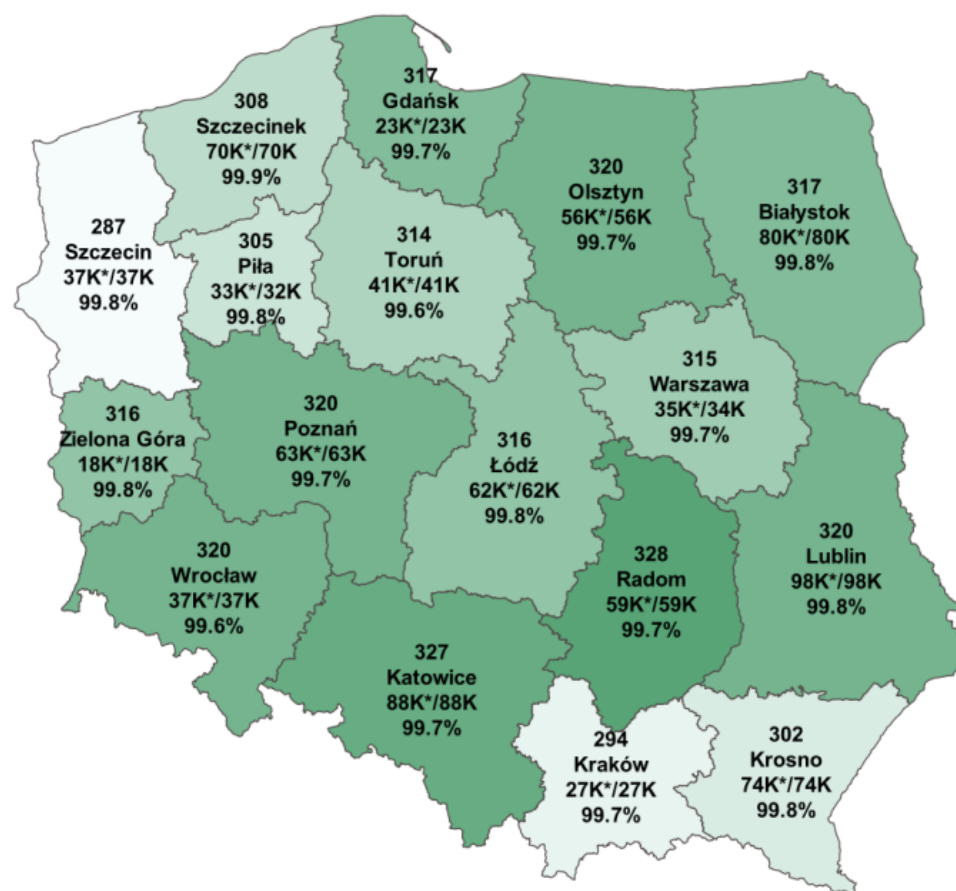 317
Gdańsk
23K*/23K
99.7%
308
Szczecinek
70K*/70K
99.9%
320
Olsztyn
56K*/56K
99.7%
317
Białystok
80K*/80K
99.8%
287
Szczecin
37K*/37K
99.8%
305
Piła
33K*/32K
99.8%
314
Toruń
41K*/41K
99.6%
315
Warszawa
35K*/34K
99.7%
316
Zielona Góra
18K*/18K
99.8%
320
Poznań
63K*/63K
99.7%
316
Łódź
62K*/62K
99.8%
320
Wrocław
37K*/37K
99.6%
328
Radom
59K*/59K
99.7%
320
Lublin
98K*/98K
99.8%
327
Katowice
88K*/88K
99.7%
294
Kraków
27K*/27K
99.7%
302
Krosno
74K*/74K
99.8%